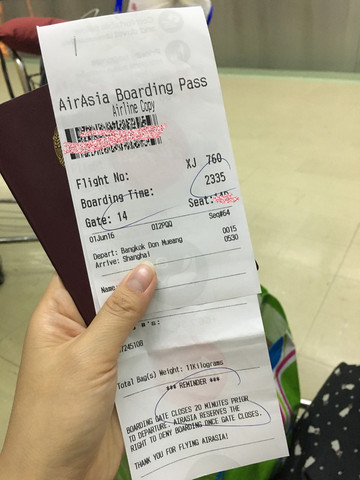 AirAsia Boarding Pass
Airline Copy
Flight No: XJ 760
Boarding Time: 2335
Gate: 14 Seat:
01Jun16 OI2PQQ Seq#64
Depart: Bangkok Don Mueang 0015
Arrive: Shanghai 0530
Name:
7245108
Total Bag(s) Weight: 11Kilograms
*** REMINDER ***
BOARDING GATE CLOSES 20 MINUTES PRIOR
TO DEPARTURE. AIRASIA RESERVES THE
RIGHT TO DENY BOARDING ONCE GATE CLOSES.
THANK YOU FOR FLYING AIRASIA!